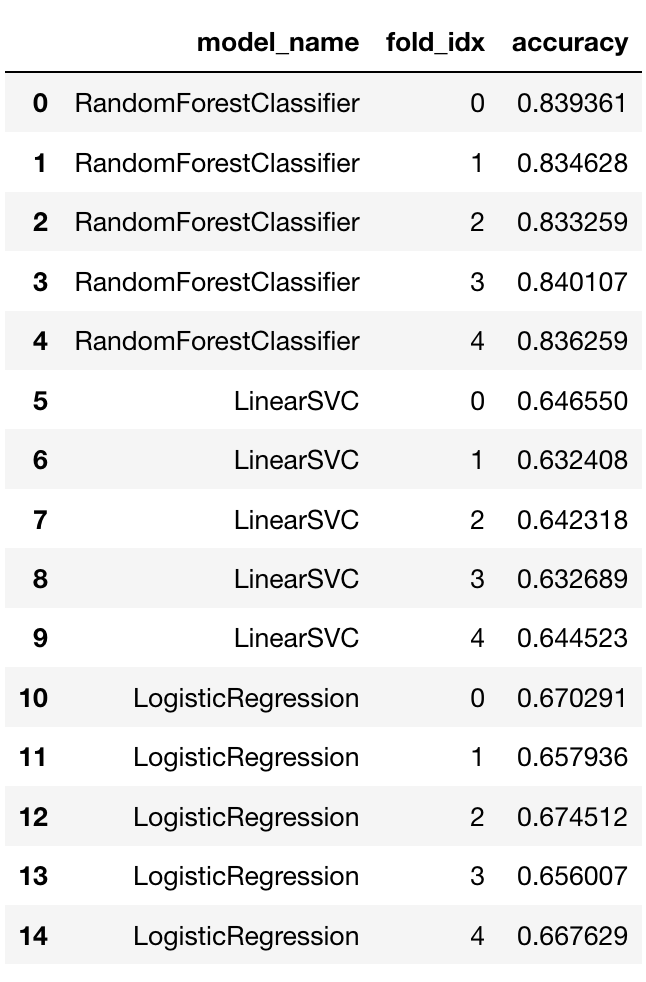 model_name fold_idx accuracy
0 RandomForestClassifier 0 0.839361
1 RandomForestClassifier 1 0.834628
2 RandomForestClassifier 2 0.833259
3 RandomForestClassifier 3 0.840107
4 RandomForestClassifier 4 0.836259
5 LinearSVC 0 0.646550
6 LinearSVC 1 0.632408
7 LinearSVC 2 0.642318
8 LinearSVC 3 0.632689
9 LinearSVC 4 0.644523
10 LogisticRegression 0 0.670291
11 LogisticRegression 1 0.657936
12 LogisticRegression 2 0.674512
13 LogisticRegression 3 0.656007
14 LogisticRegression 4 0.667629